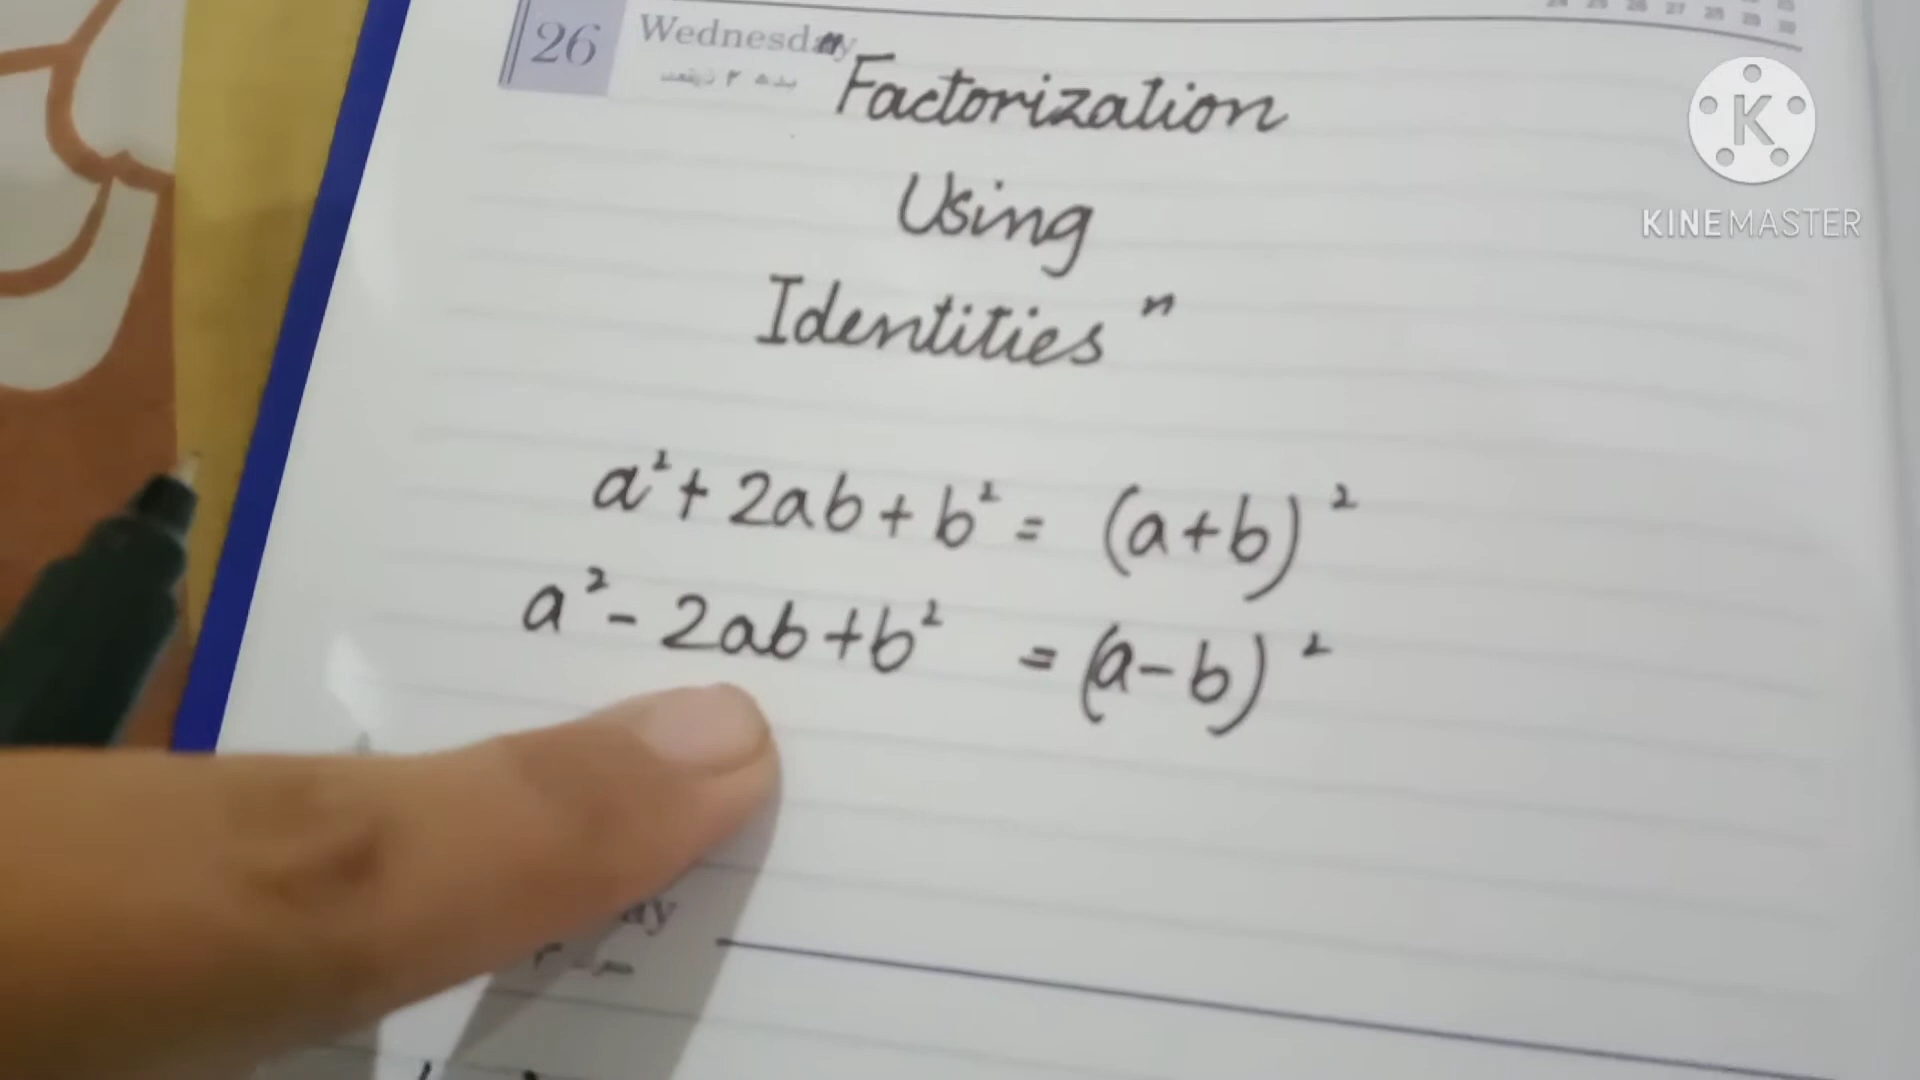 26 Wednesday
"Factorization
Using
Identities"
a² + 2ab + b² = (a+b)²
a² - 2ab + b² = (a-b)²
K
KINEMASTER